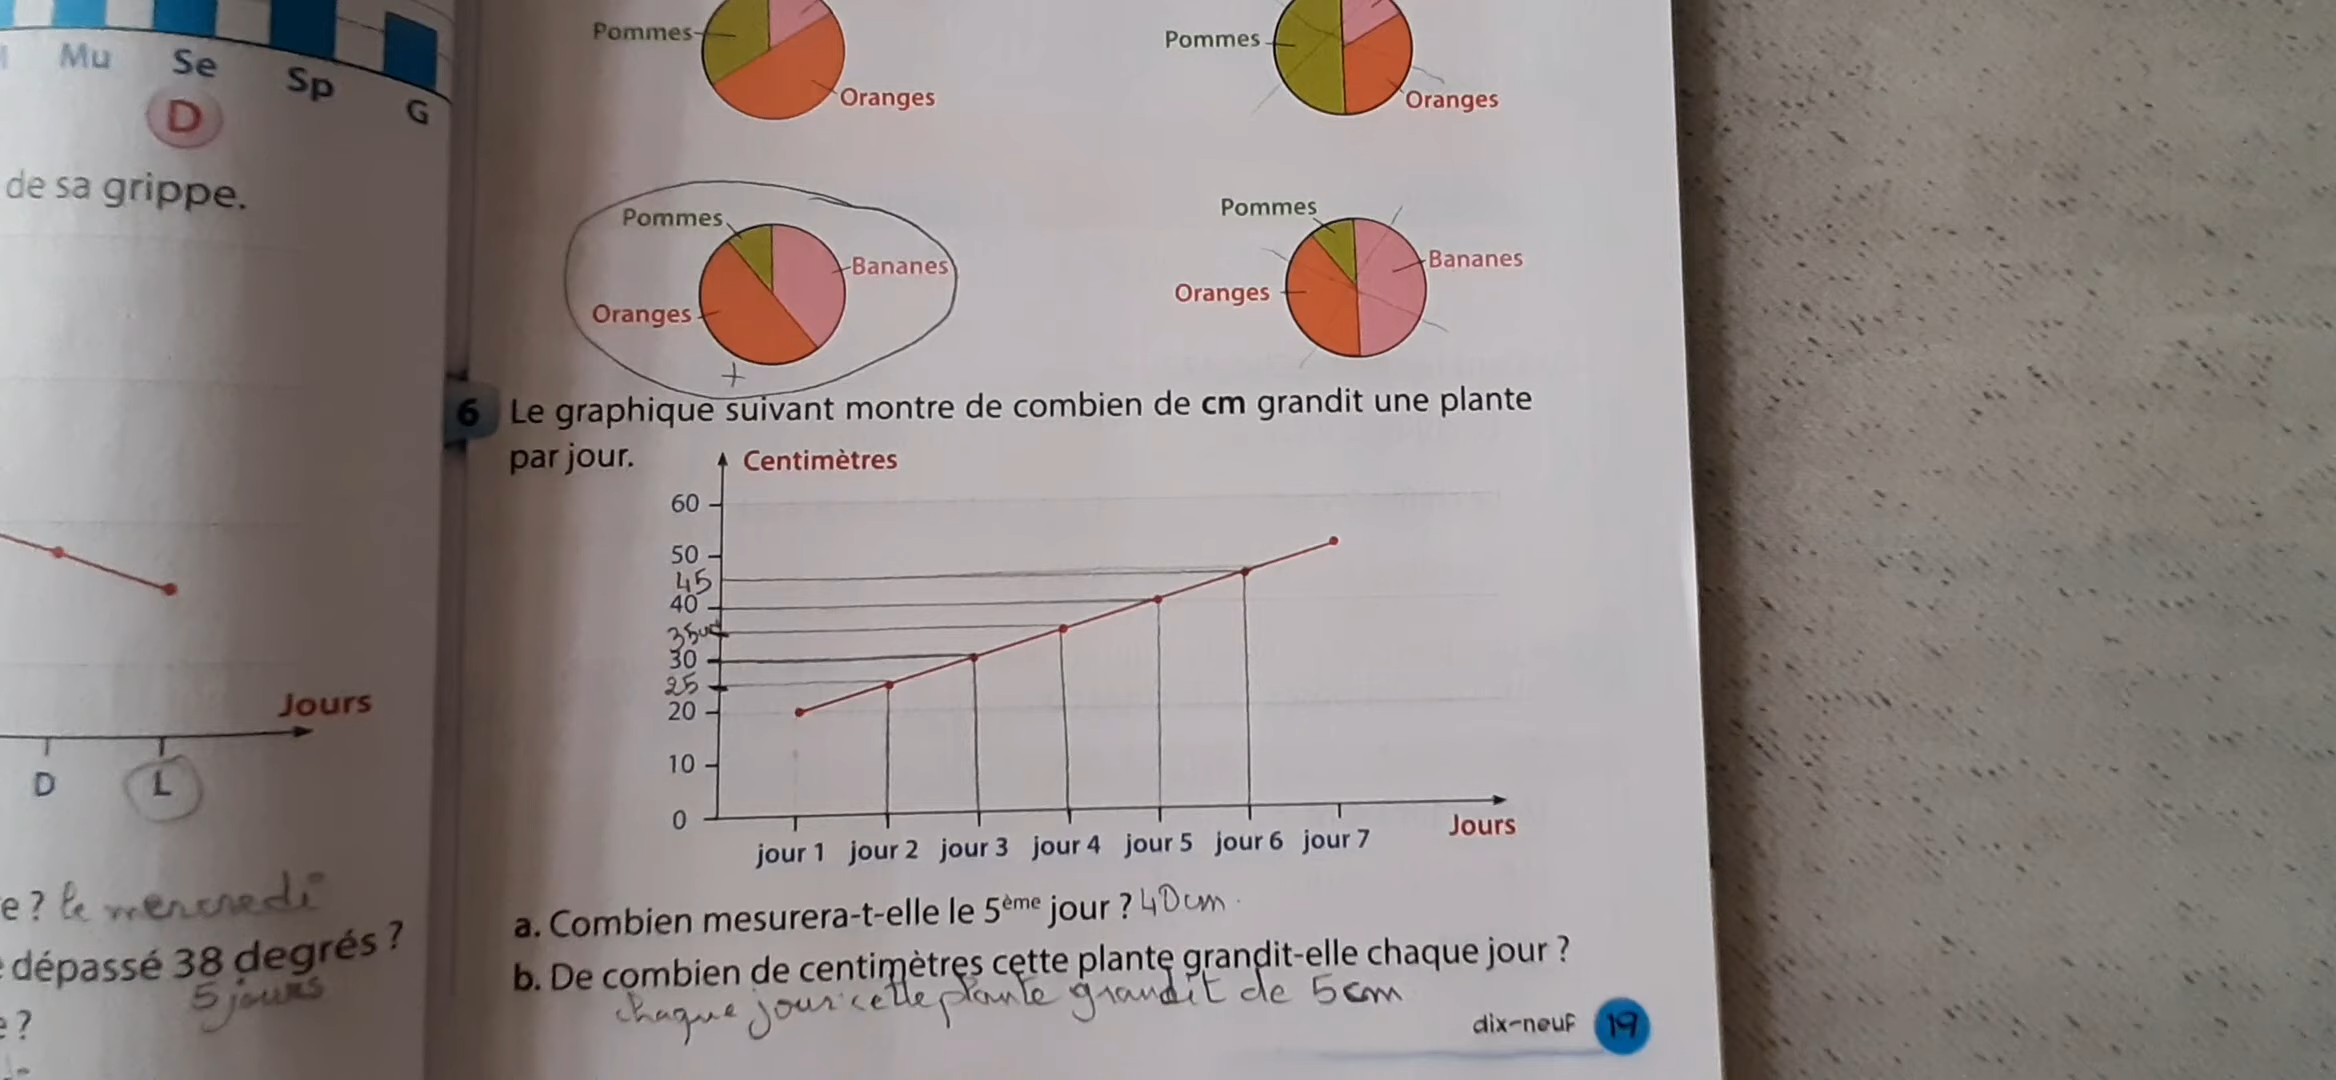 Mu Se Sp G
D
de sa grippe.
Jours
D L
e ? le mercredi
dépassé 38 degrés ?
5 jours
e ?
Pommes
Oranges
Pommes
Oranges
Pommes
Bananes
Oranges
Pommes
Bananes
Oranges
+
6 Le graphique suivant montre de combien de cm grandit une plante
par jour.
Centimètres
60
50
45
40
35
30
25
20
10
0
jour 1 jour 2 jour 3 jour 4 jour 5 jour 6 jour 7
Jours
a. Combien mesurera-t-elle le 5ème jour ? 40cm.
b. De combien de centimètres cette plante grandit-elle chaque jour ?
chaque jour cette plante grandit de 5cm
dix-neuf 19